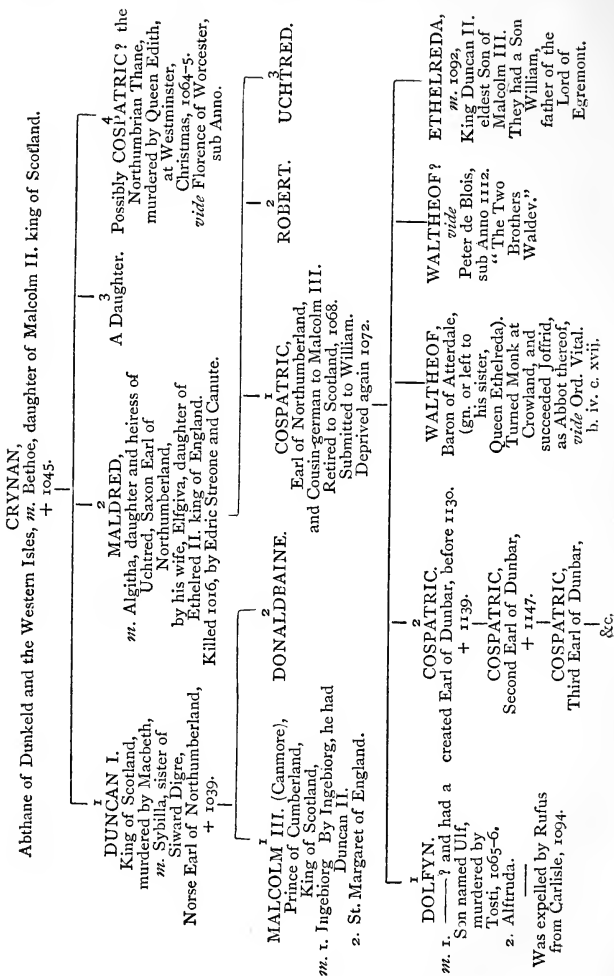 CRYNAN,
Abthane of Dunkeld and the Western Isles, m. Bethoe, daughter of Malcolm II. king of Scotland.
+ 1045.
1
DUNCAN I.
King of Scotland,
murdered by Macbeth,
m. Sybilla, sister of
Siward Digre,
Norse Earl of Northumberland,
+ 1039.
2
MALDRED,
m. Algitha, daughter and heiress of
Uchtred, Saxon Earl of
Northumberland,
by his wife, Elfgiva, daughter of
Ethelred II. king of England.
Killed 1016, by Edric Streone and Canute.
3
A Daughter.
4
Possibly COSPATRIC? the
Northumbrian Thane,
murdered by Queen Edith,
at Westminster,
Christmas, 1064-5.
vide Florence of Worcester,
sub Anno.
1
MALCOLM III. (Canmore),
Prince of Cumberland,
King of Scotland,
m. 1. Ingebiorg By Ingebiorg, he had
Duncan II.
2. St. Margaret of England.
2
DONALDBAINE.
1
COSPATRIC,
Earl of Northumberland,
and Cousin-german to Malcolm III.
Retired to Scotland, 1068.
Submitted to William.
Deprived again 1072.
2
ROBERT.
3
UCHTRED.
1
DOLFYN.
m. 1. ——? and had a
Son named Ulf,
murdered by
Tosti, 1065-6,
2. Alftruda.
Was expelled by Rufus
from Carlisle, 1094.
2
COSPATRIC.
created Earl of Dunbar, before 1130.
+ 1139.
COSPATRIC,
Second Earl of Dunbar,
+ 1147.
COSPATRIC,
Third Earl of Dunbar,
&c.
WALTHEOF,
Baron of Atterdale,
(gn. or left to
his sister,
Queen Ethelreda).
Turned Monk at
Crowland, and
succeeded Joffrid,
as Abbot thereof,
vide Ord. Vital.
b. iv. c. xvij.
WALTHEOF?
vide
Peter de Blois,
sub Anno 1112.
"The Two
Brothers
Waldev."
ETHELREDA,
m. 1092,
King Duncan II.
eldest Son of
Malcolm III.
They had a Son
William,
father of the
Lord of
Egremont.